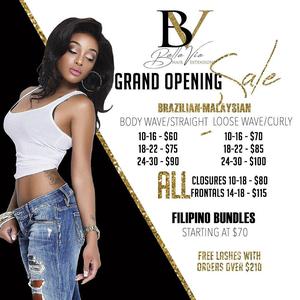 BV
Bella Vio
HAIR EXTENSIONS
GRAND OPENING Sale
BRAZILIAN-MALAYSIAN
BODY WAVE/STRAIGHT LOOSE WAVE/CURLY
10-16 - $60 10-16 - $70
18-22 - $75 18-22 - $85
24-30 - $90 24-30 - $100
ALL CLOSURES 10-18 - $80
FRONTALS 14-18 - $115
FILIPINO BUNDLES
STARTING AT $70
FREE LASHES WITH
ORDERS OVER $210